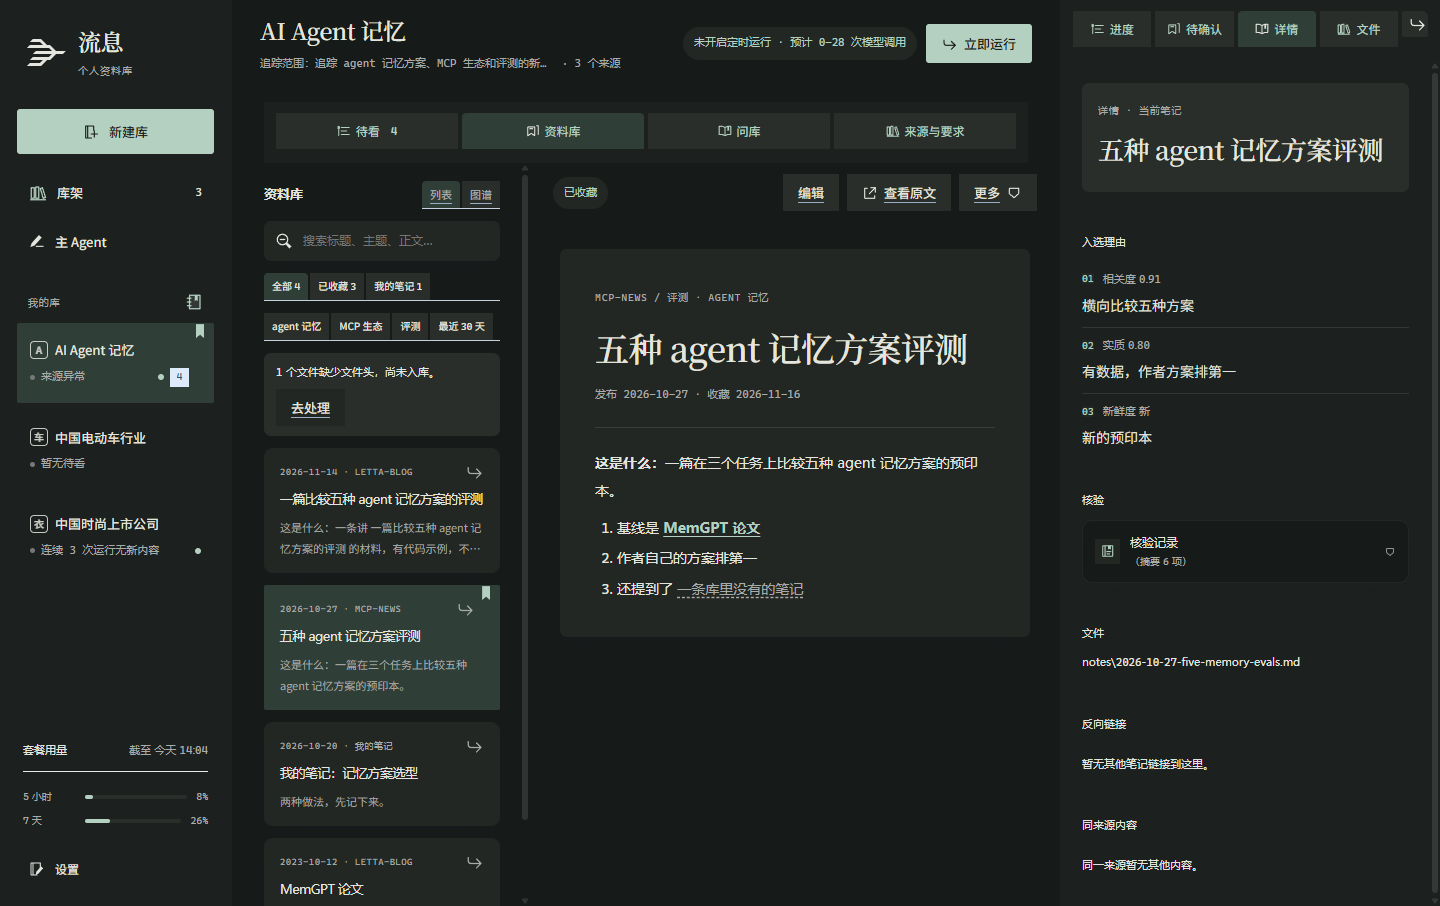 流息
个人资料库
新建库
库架 3
主 Agent
我的库
A AI Agent 记忆
来源异常 4
车 中国电动车行业
暂无待看
衣 中国时尚上市公司
连续 3 次运行无新内容
套餐用量 截至 今天 14:04
5 小时 8%
7 天 26%
设置
AI Agent 记忆
追踪范围：追踪 agent 记忆方案、MCP 生态和评测的新… · 3 个来源
未开启定时运行 · 预计 0–28 次模型调用
立即运行
待看 4
资料库
问库
来源与要求
资料库
列表 图谱
搜索标题、主题、正文…
全部 4 已收藏 3 我的笔记 1
agent 记忆 MCP 生态 评测 最近 30 天
1 个文件缺少文件头，尚未入库。
去处理
2026-11-14 · LETTA-BLOG
一篇比较五种 agent 记忆方案的评测
这是什么：一条讲 一篇比较五种 agent 记
忆方案的评测 的材料，有代码示例，不…
2026-10-27 · MCP-NEWS
五种 agent 记忆方案评测
这是什么：一篇在三个任务上比较五种
agent 记忆方案的预印本。
2026-10-20 · 我的笔记
我的笔记：记忆方案选型
两种做法，先记下来。
2023-10-12 · LETTA-BLOG
MemGPT 论文
已收藏
编辑
查看原文
更多
MCP-NEWS / 评测 · AGENT 记忆
五种 agent 记忆方案评测
发布 2026-10-27 · 收藏 2026-11-16
这是什么：一篇在三个任务上比较五种 agent 记忆方案的预印
本。
1. 基线是 MemGPT 论文
2. 作者自己的方案排第一
3. 还提到了 一条库里没有的笔记
进度 待确认 详情 文件
详情 · 当前笔记
五种 agent 记忆方案评测
入选理由
01 相关度 0.91
横向比较五种方案
02 实质 0.80
有数据，作者方案排第一
03 新鲜度 新
新的预印本
核验
核验记录
（摘要 6 项）
文件
notes\2026-10-27-five-memory-evals.md
反向链接
暂无其他笔记链接到这里。
同来源内容
同一来源暂无其他内容。